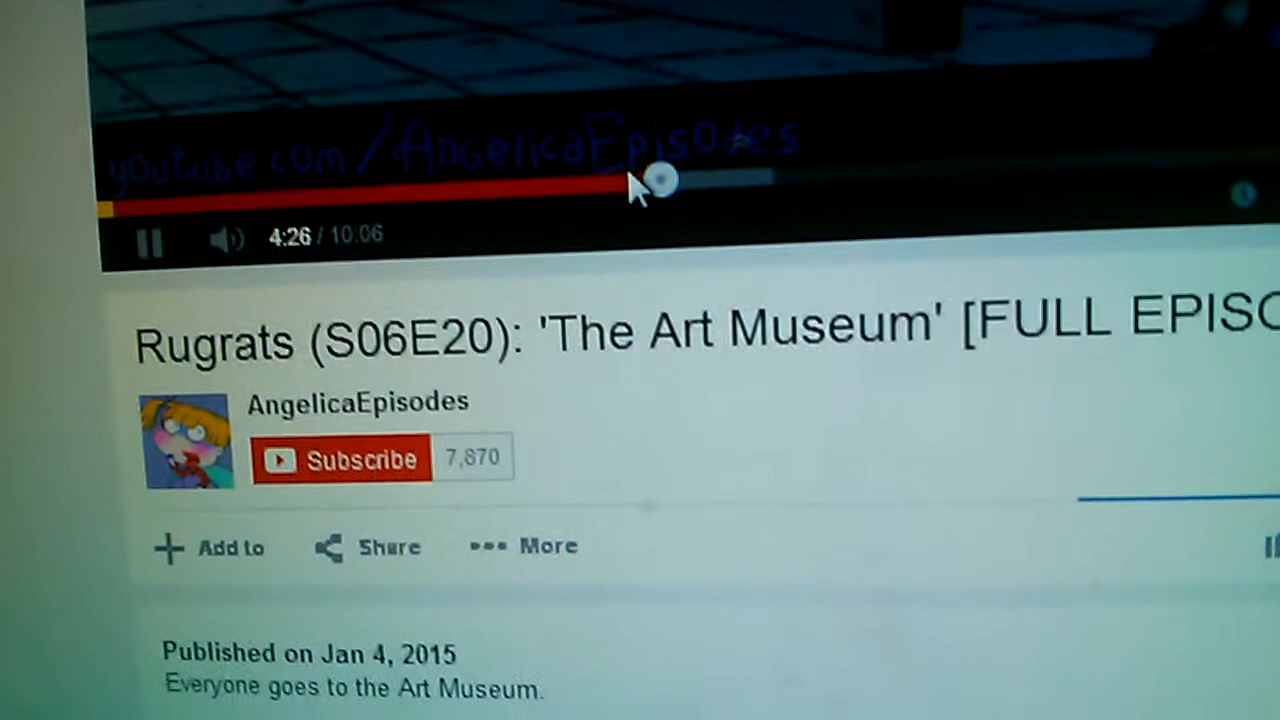 youtube.com/AngelicaEpisodes
4:26 / 10:06
Rugrats (S06E20): 'The Art Museum' [FULL EPISO
AngelicaEpisodes
Subscribe 7,870
Add to Share More
Published on Jan 4, 2015
Everyone goes to the Art Museum.